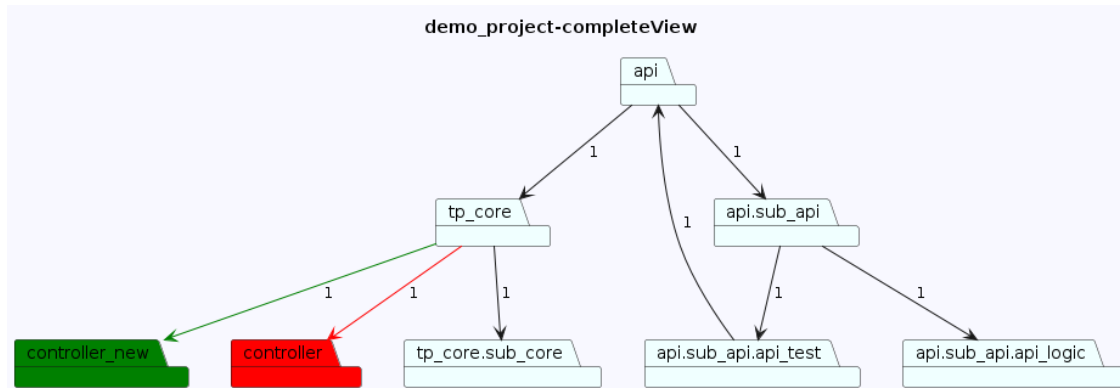 demo_project-completeView
api
1
1
tp_core
api.sub_api
1
1
1
1
1
1
controller_new
controller
tp_core.sub_core
api.sub_api.api_test
api.sub_api.api_logic